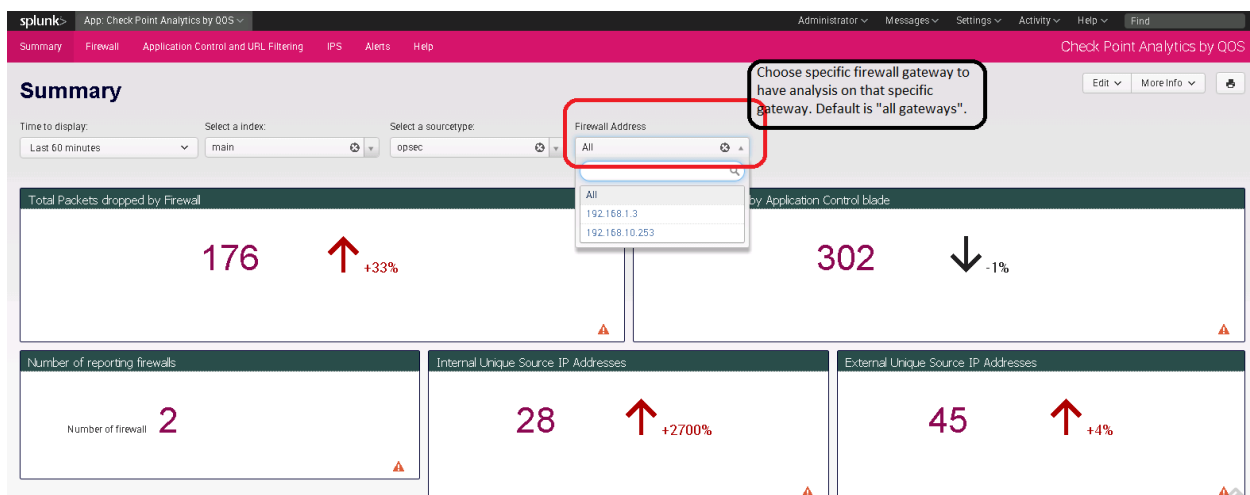 splunk> App: Check Point Analytics by QOS Administrator Messages Settings Activity Help Find
Summary Firewall Application Control and URL Filtering IPS Alerts Help Check Point Analytics by QOS
Summary
Choose specific firewall gateway to
have analysis on that specific
gateway. Default is "all gateways".
Edit More Info
Time to display: Select a index: Select a sourcetype: Firewall Address
Last 60 minutes main opsec All
All
192.168.1.3
192.168.10.253
Total Packets dropped by Firewall by Application Control blade
176 +33% 302 -1%
Number of reporting firewalls Internal Unique Source IP Addresses External Unique Source IP Addresses
Number of firewall 2 28 +2700% 45 +4%